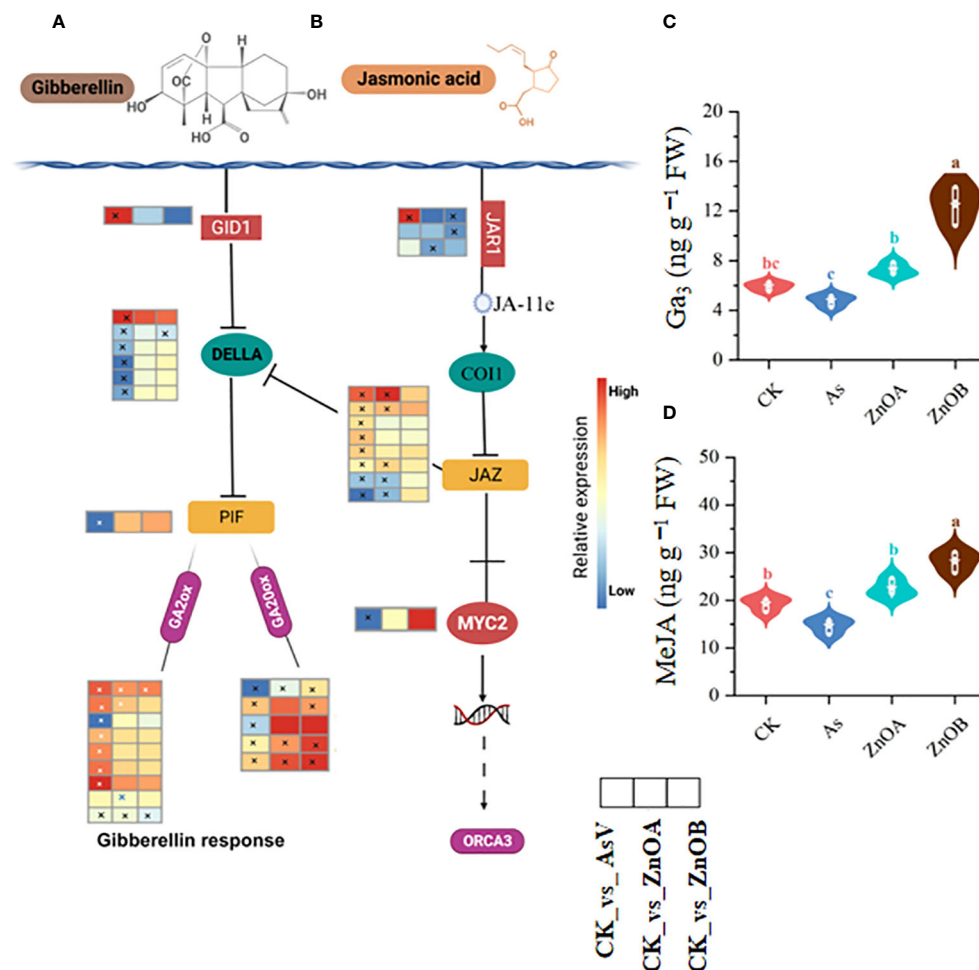 A
B
C
Gibberellin
O
H
OC
HO
H
H
OH
HO
O
Jasmonic acid
O
O
OH
GID1
JAR1
JA-11e
DELLA
COI1
JAZ
PIF
GA2ox
GA20ox
MYC2
ORCA3
Gibberellin response
High
Relative expression
Low
CK_vs_AsV
CK_vs_ZnOA
CK_vs_ZnOB
Ga₃ (ng g⁻¹ FW)
20
16
12
8
4
0
bc
c
b
a
CK
As
ZnOA
ZnOB
D
MeJA (ng g⁻¹ FW)
50
40
30
20
10
0
b
c
b
a
CK
As
ZnOA
ZnOB